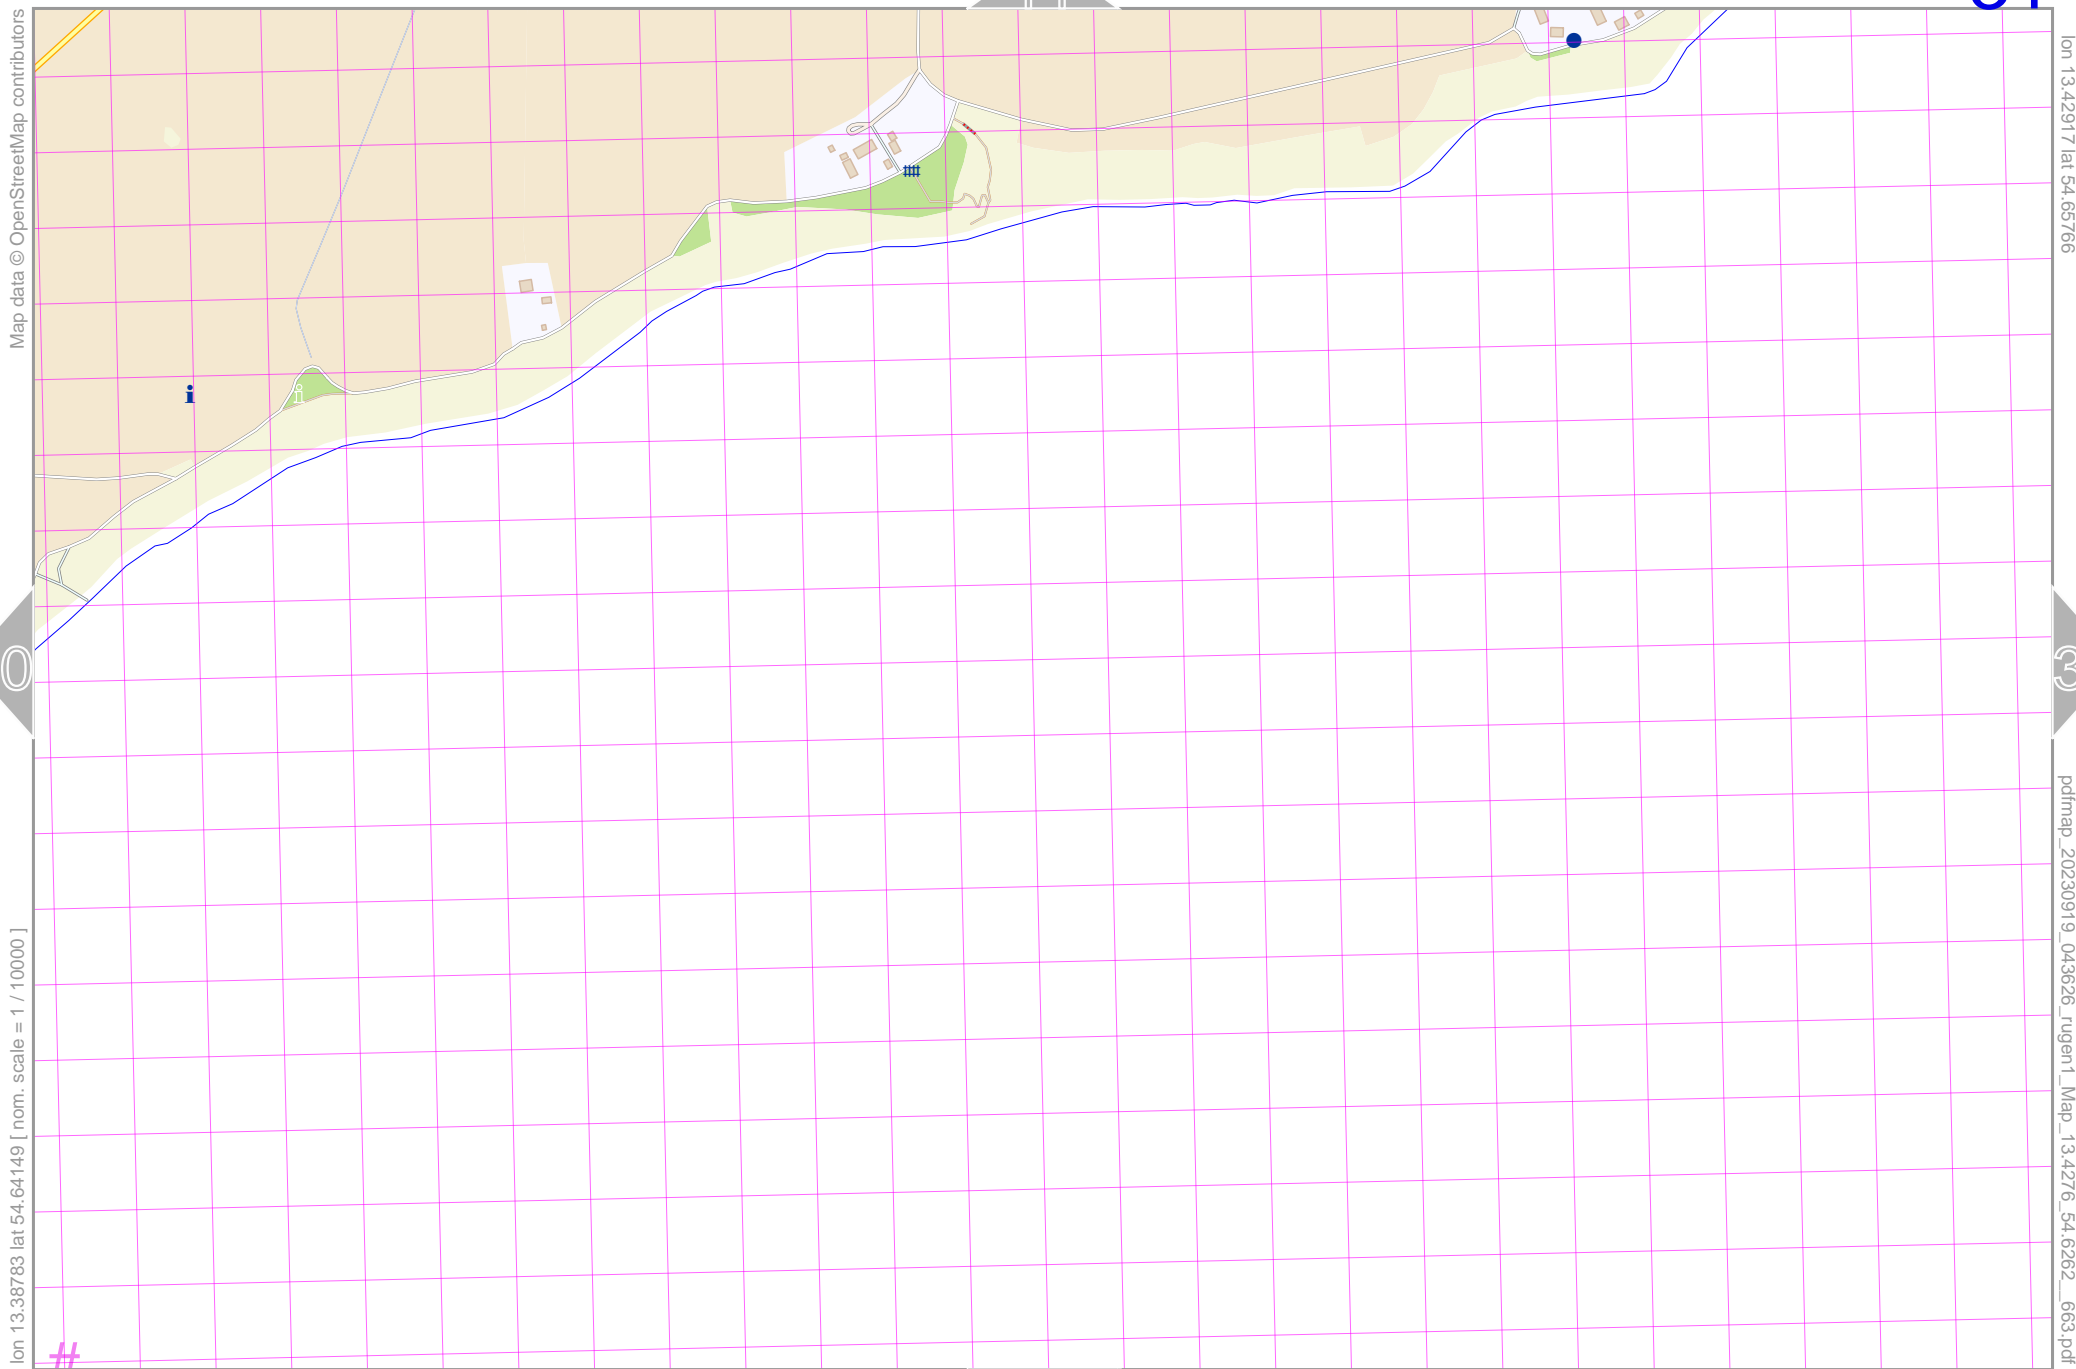 Map data © OpenStreetMap contributors
lon 13.38783 lat 54.64149 [ nom. scale = 1 / 10000 ]
lon 13.42917 lat 54.65766
pdfmap_20230919_043626_rugen1_Map_13.4276_54.6262__663.pdf
i
i
#